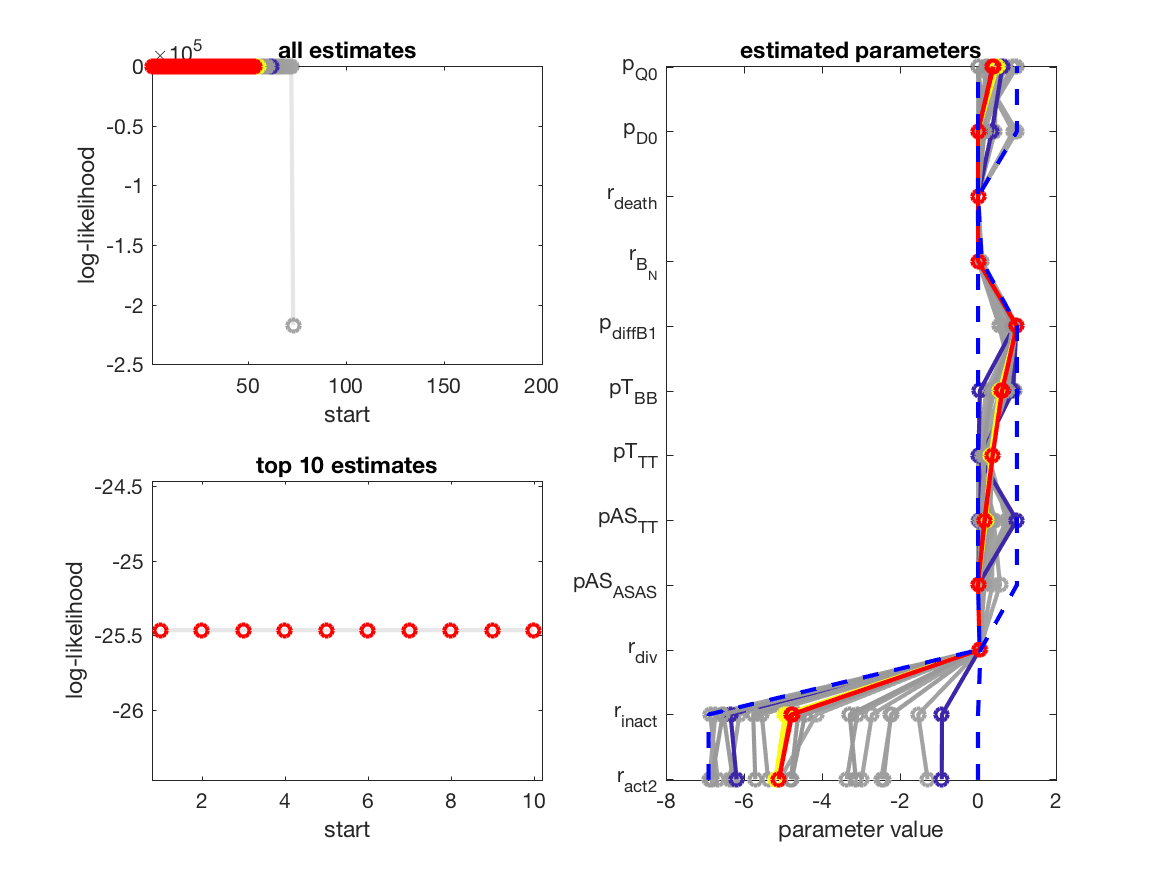 ×10^5
all estimates
0
-0.5
-1
-1.5
-2
-2.5
50
100
150
200
log-likelihood
start
top 10 estimates
-24.5
-25
-25.5
-26
2
4
6
8
10
log-likelihood
start
estimated parameters
p_Q0
p_D0
r_death
r_B_N
p_diffB1
pT_BB
pT_TT
pAS_TT
pAS_ASAS
r_div
r_inact
r_act2
-8
-6
-4
-2
0
2
parameter value